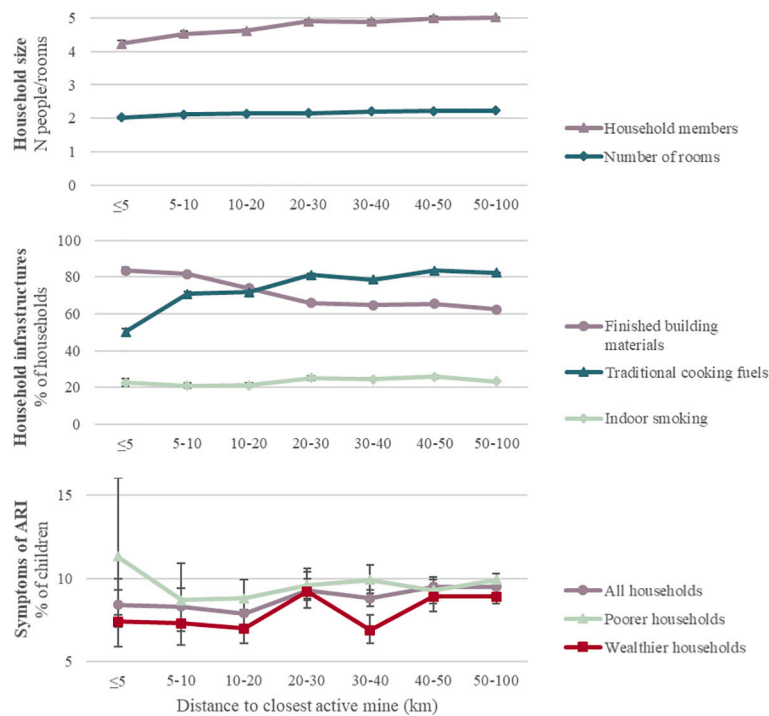 Household size
N people/rooms
5
4
3
2
1
0
≤5 5-10 10-20 20-30 30-40 40-50 50-100
Household members
Number of rooms
Household infrastructures
% of households
100
80
60
40
20
0
≤5 5-10 10-20 20-30 30-40 40-50 50-100
Finished building
materials
Traditional cooking fuels
Indoor smoking
Symptoms of ARI
% of children
15
10
5
≤5 5-10 10-20 20-30 30-40 40-50 50-100
Distance to closest active mine (km)
All households
Poorer households
Wealthier households